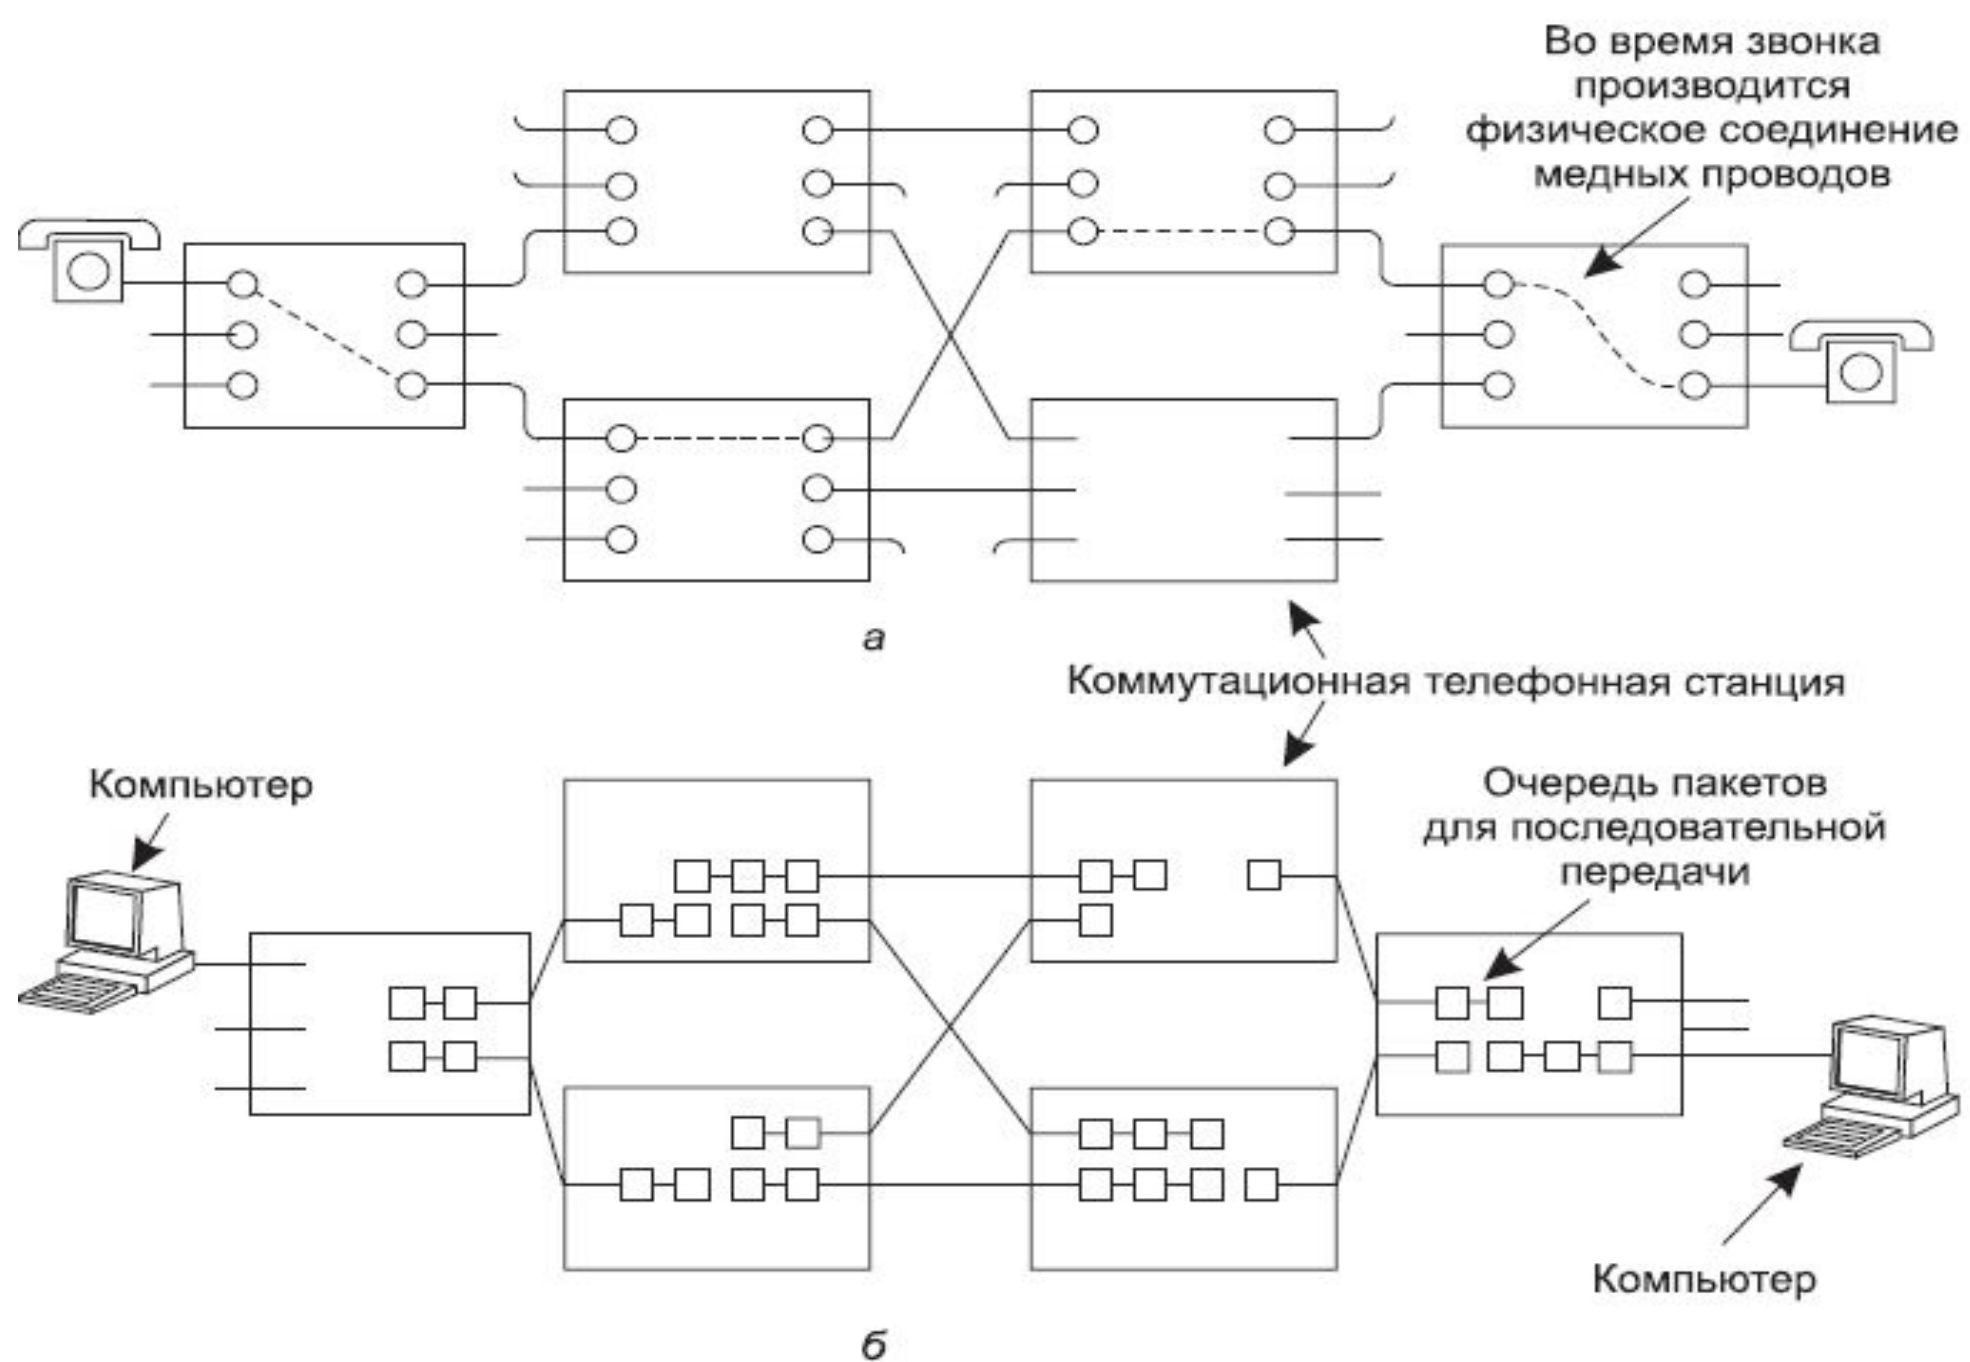 Во время звонка
производится
физическое соединение
медных проводов
а
Коммутационная телефонная станция
Компьютер
Очередь пакетов
для последовательной
передачи
Компьютер
б